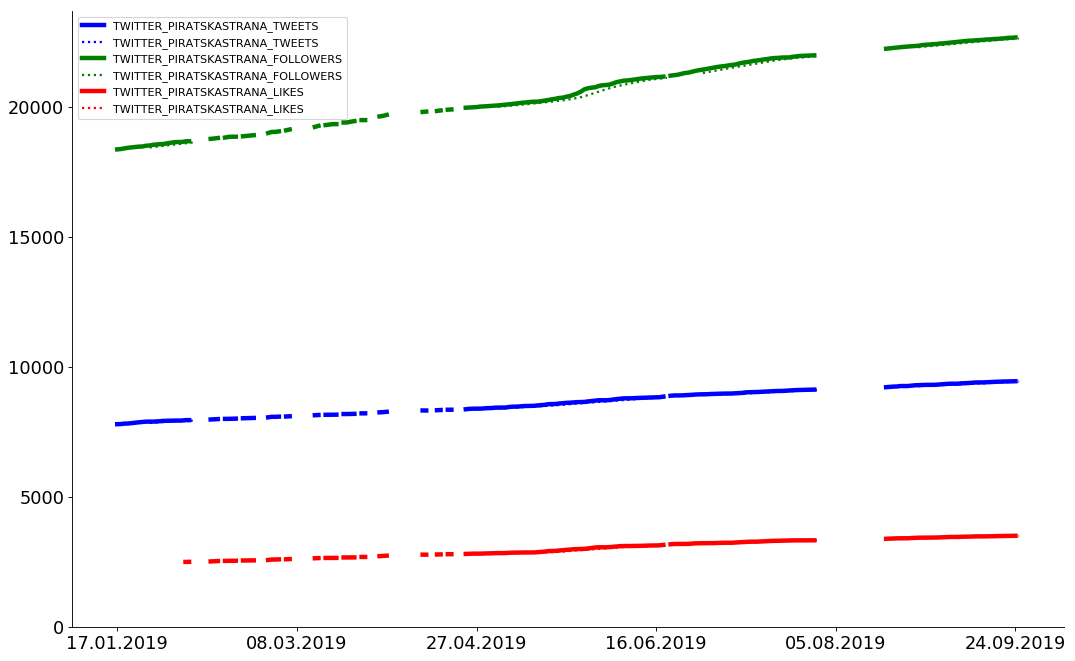 TWITTER_PIRATSKASTRANA_TWEETS
TWITTER_PIRATSKASTRANA_TWEETS
TWITTER_PIRATSKASTRANA_FOLLOWERS
TWITTER_PIRATSKASTRANA_FOLLOWERS
TWITTER_PIRATSKASTRANA_LIKES
TWITTER_PIRATSKASTRANA_LIKES
20000
15000
10000
5000
0
17.01.2019 08.03.2019 27.04.2019 16.06.2019 05.08.2019 24.09.2019